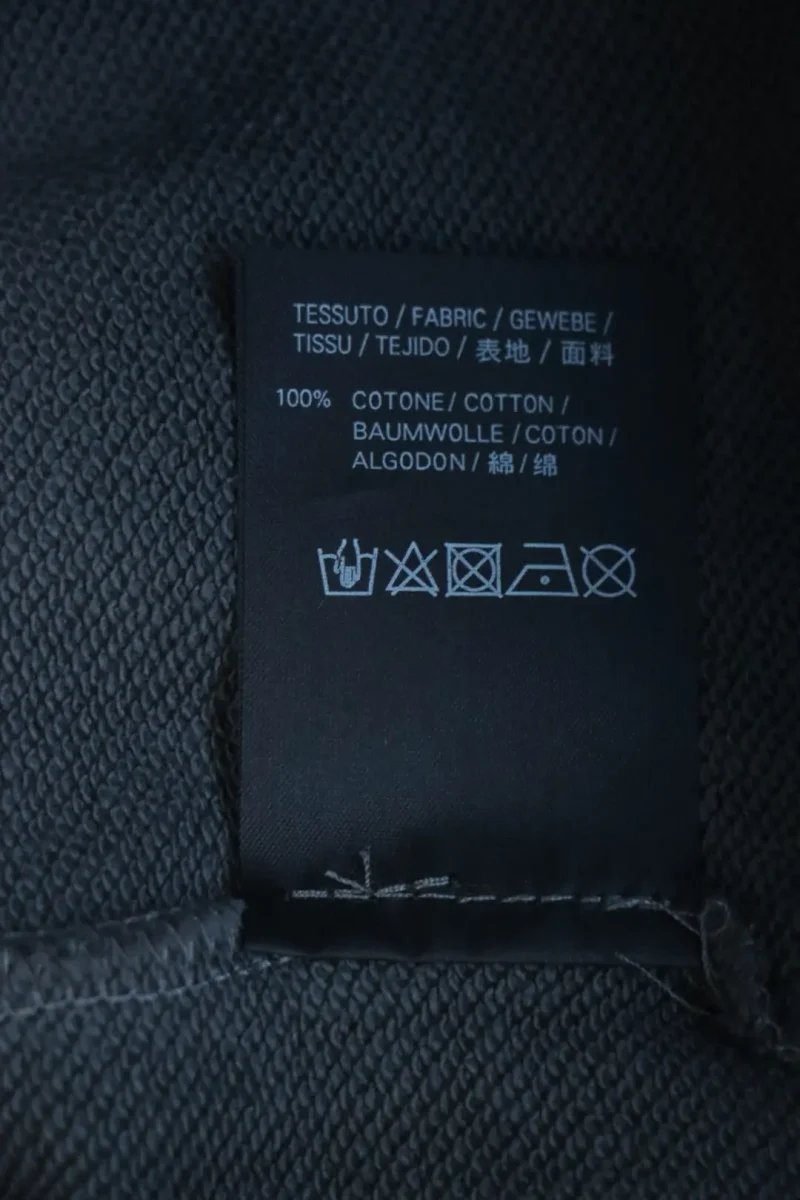 TESSUTO / FABRIC / GEWEBE /
TISSU / TEJIDO / 表地 / 面料
100% COTONE / COTTON /
BAUMWOLLE / COTON /
ALGODON / 綿 / 绵